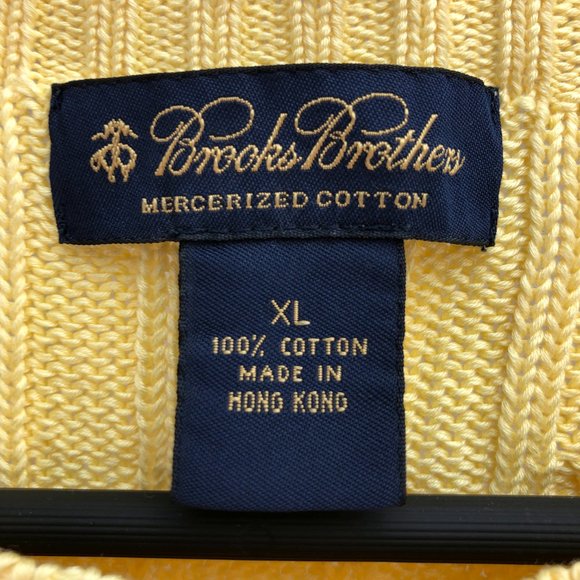 Brooks Brothers
MERCERIZED COTTON
XL
100% COTTON
MADE IN
HONG KONG